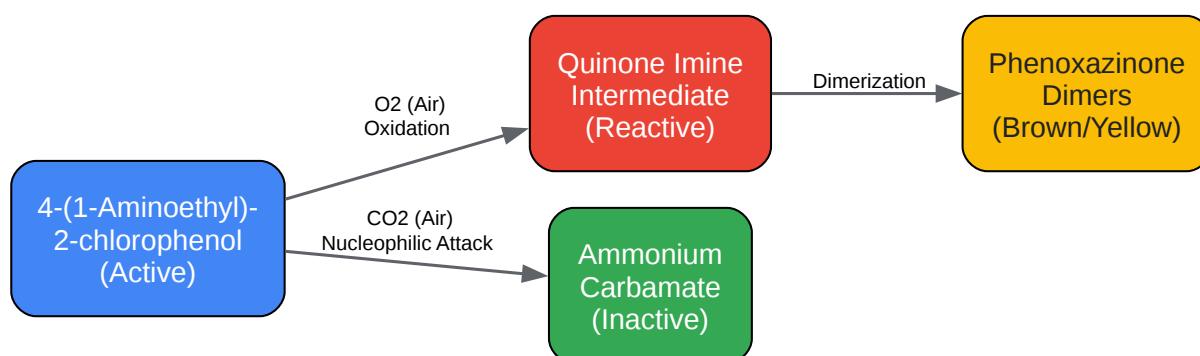 4-(1-Aminoethyl)-
2-chlorophenol
(Active)
O2 (Air)
Oxidation
Quinone Imine
Intermediate
(Reactive)
Dimerization
Phenoxazinone
Dimers
(Brown/Yellow)
CO2 (Air)
Nucleophilic Attack
Ammonium
Carbamate
(Inactive)